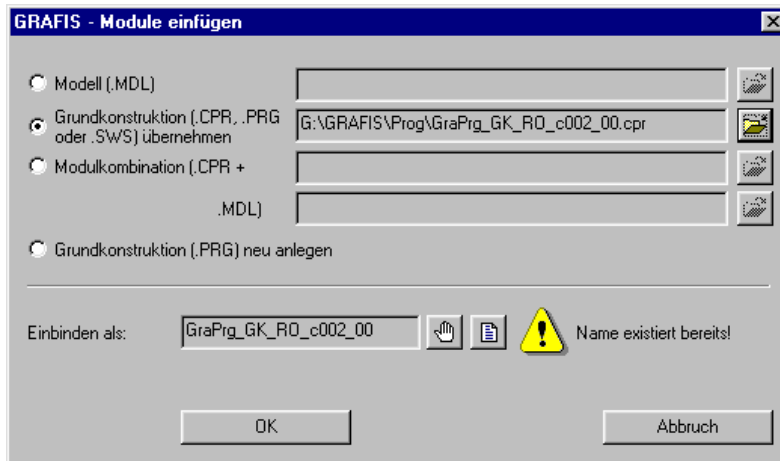 GRAFIS - Module einfügen
Modell (.MDL)
Grundkonstruktion (.CPR, .PRG
oder .SWS) übernehmen
G:\GRAFIS\Prog\GraPrg_GK_RO_c002_00.cpr
Modulkombination (.CPR +
.MDL)
Grundkonstruktion (.PRG) neu anlegen
Einbinden als:
GraPrg_GK_RO_c002_00
Name existiert bereits!
OK
Abbruch